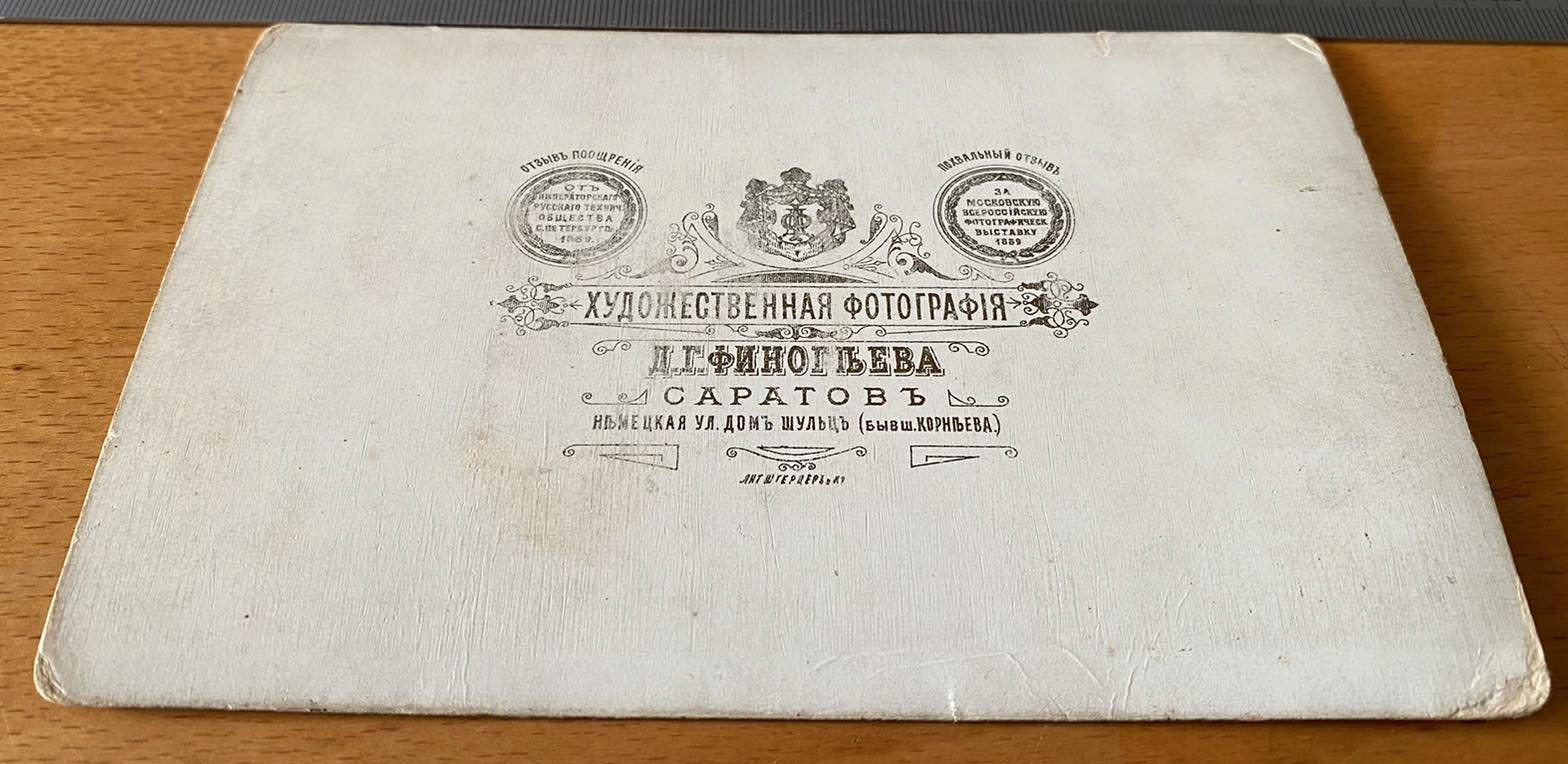 ОТЗЫВЪ ПООЩРЕНІЯ
ОТЪ
ИМПЕРАТОРСКАГО
РУССКАГО ТЕХНИЧ.
ОБЩЕСТВА
С.ПЕТЕРБУРГЪ.
1889.
ПОХВАЛЬНЫЙ ОТЗЫВЪ
ЗА
МОСКОВСКУЮ
ВСЕРОССІЙСКУЮ
ФОТОГРАФИЧЕСК
ВЫСТАВКУ
1889
ХУДОЖЕСТВЕННАЯ ФОТОГРАФІЯ
Д.Г.ФИНОГѢЕВА
САРАТОВЪ
НѢМЕЦКАЯ УЛ. ДОМЪ ШУЛЬЦЪ (БЫВШ. КОРНѢЕВА.)